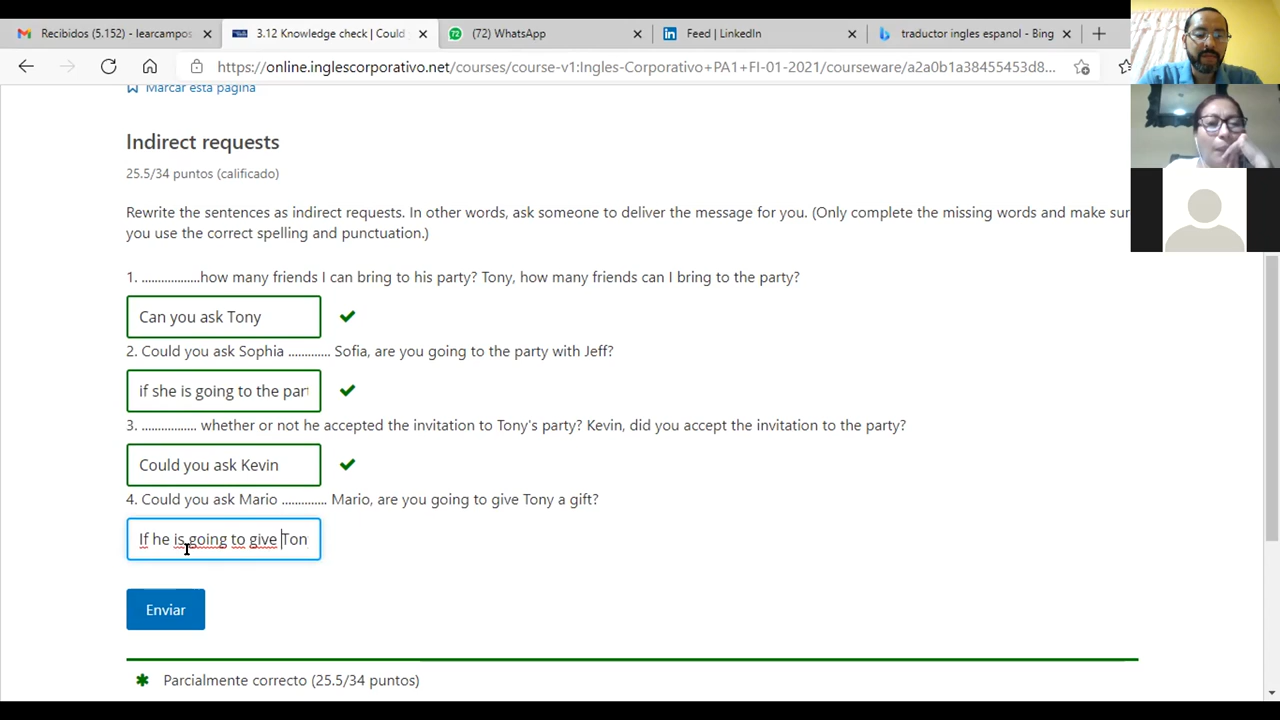 Recibidos (5.152) - learcampos
3.12 Knowledge check | Could
(72) WhatsApp
Feed | LinkedIn
traductor ingles espanol - Bing
https://online.inglescorporativo.net/courses/course-v1:Ingles-Corporativo+PA1+FI-01-2021/courseware/a2a0b1a38455453d8...
Marcar esta página
Indirect requests
25.5/34 puntos (calificado)
Rewrite the sentences as indirect requests. In other words, ask someone to deliver the message for you. (Only complete the missing words and make sur
you use the correct spelling and punctuation.)
1. ..................how many friends I can bring to his party? Tony, how many friends can I bring to the party?
Can you ask Tony
2. Could you ask Sophia ............. Sofia, are you going to the party with Jeff?
if she is going to the par
3. ................. whether or not he accepted the invitation to Tony's party? Kevin, did you accept the invitation to the party?
Could you ask Kevin
4. Could you ask Mario .............. Mario, are you going to give Tony a gift?
If he is going to give Ton
Enviar
Parcialmente correcto (25.5/34 puntos)